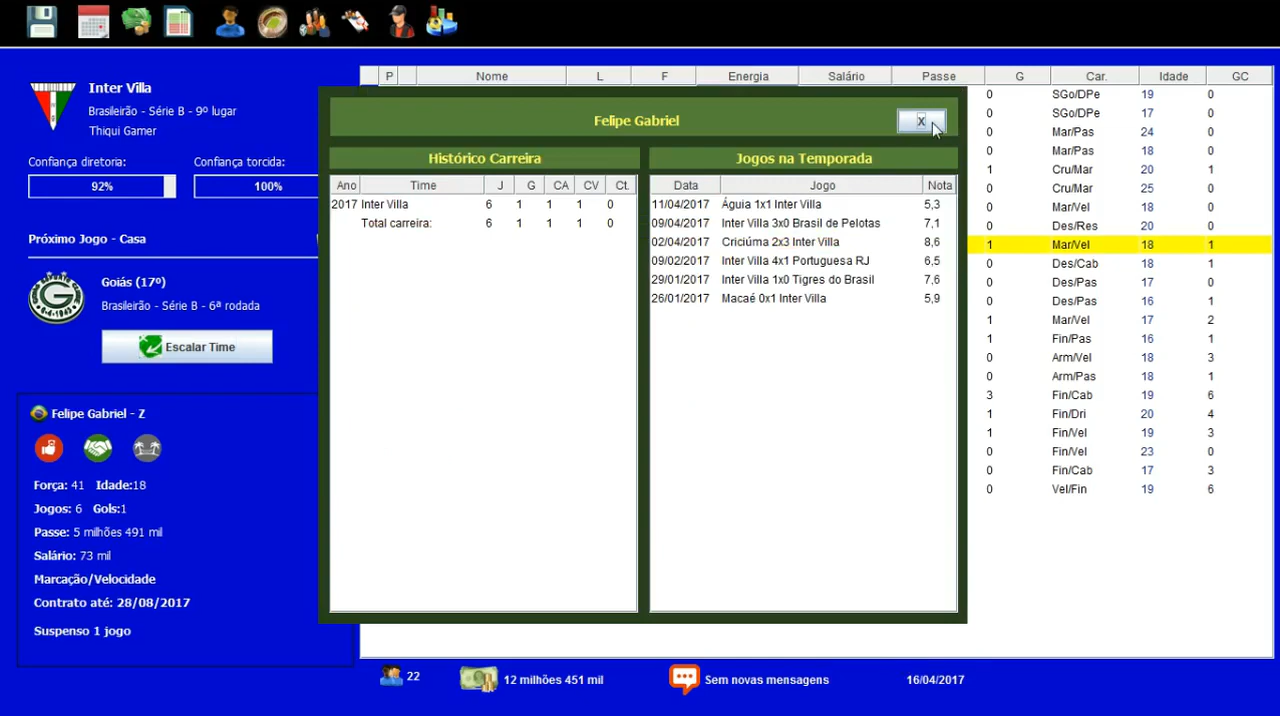 Inter Villa
Brasileirão - Série B - 9º lugar
Thiqui Gamer
Confiança diretoria: Confiança torcida:
92% 100%
Próximo Jogo - Casa
Goiás (17º)
Brasileirão - Série B - 6ª rodada
Escalar Time
Felipe Gabriel - Z
Força: 41 Idade:18
Jogos: 6 Gols:1
Passe: 5 milhões 491 mil
Salário: 73 mil
Marcação/Velocidade
Contrato até: 28/08/2017
Suspenso 1 jogo
P Nome L F Energia Salário Passe G Car. Idade GC
Felipe Gabriel X
Histórico Carreira
Ano Time J G CA CV Ct.
2017 Inter Villa 6 1 1 1 0
Total carreira: 6 1 1 1 0
Jogos na Temporada
Data Jogo Nota
11/04/2017 Águia 1x1 Inter Villa 5,3
09/04/2017 Inter Villa 3x0 Brasil de Pelotas 7,1
02/04/2017 Criciúma 2x3 Inter Villa 8,6
09/02/2017 Inter Villa 4x1 Portuguesa RJ 6,5
29/01/2017 Inter Villa 1x0 Tigres do Brasil 7,6
26/01/2017 Macaé 0x1 Inter Villa 5,9
0 SGo/DPe 19 0
0 SGo/DPe 17 0
0 Mar/Pas 24 0
0 Mar/Pas 18 0
1 Cru/Mar 20 1
0 Cru/Mar 25 0
0 Mar/Vel 18 0
0 Des/Res 20 0
1 Mar/Vel 18 1
0 Des/Cab 18 1
0 Des/Pas 17 0
0 Des/Pas 16 1
1 Mar/Vel 17 2
1 Fin/Pas 16 1
0 Arm/Vel 18 3
0 Arm/Pas 18 1
3 Fin/Cab 19 6
1 Fin/Dri 20 4
1 Fin/Vel 19 3
0 Fin/Vel 23 0
0 Fin/Cab 17 3
0 Vel/Fin 19 6
22 12 milhões 451 mil Sem novas mensagens 16/04/2017